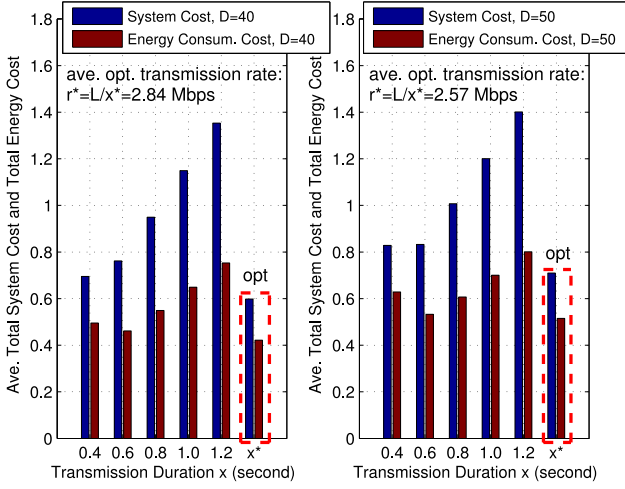 System Cost, D=40
Energy Consum. Cost, D=40
ave. opt. transmission rate:
r*=L/x*=2.84 Mbps
opt
Ave. Total System Cost and Total Energy Cost
1.8
1.6
1.4
1.2
1
0.8
0.6
0.4
0.2
0
0.4 0.6 0.8 1.0 1.2 x*
Transmission Duration x (second)
System Cost, D=50
Energy Consum. Cost, D=50
ave. opt. transmission rate:
r*=L/x*=2.57 Mbps
opt
Ave. Total System Cost and Total Energy Cost
1.8
1.6
1.4
1.2
1
0.8
0.6
0.4
0.2
0
0.4 0.6 0.8 1.0 1.2 x*
Transmission Duration x (second)